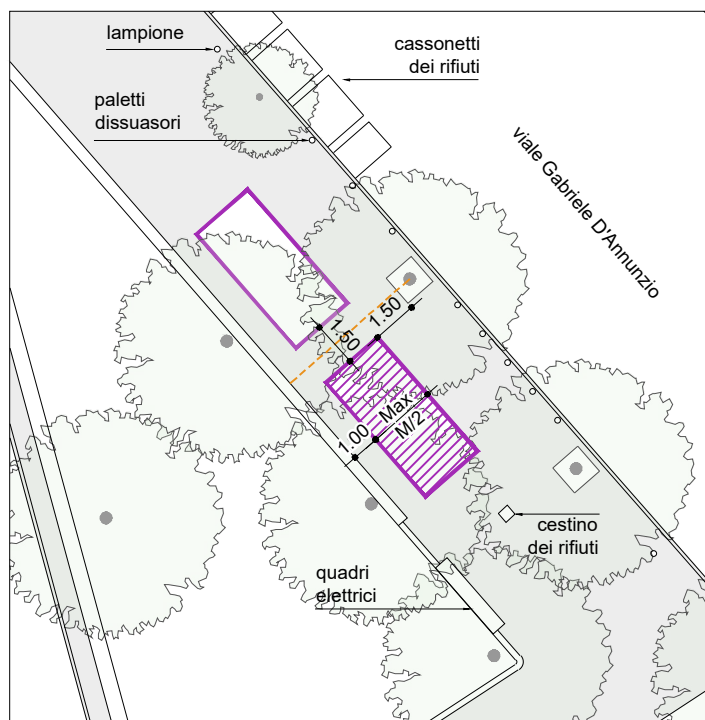 lampione
cassonetti
dei rifiuti
paletti
dissuasori
viale Gabriele D'Annunzio
1.50
1.50
Max
M/2
1.00
cestino
dei rifiuti
quadri
elettrici